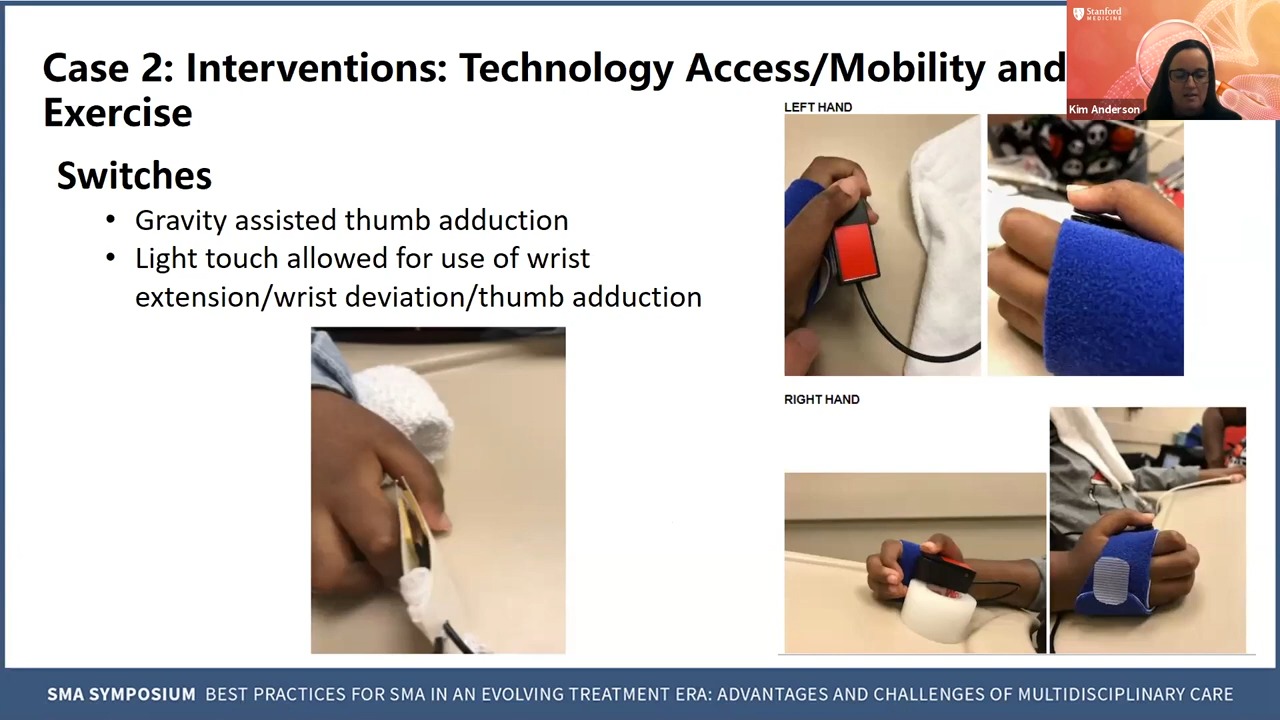 Case 2: Interventions: Technology Access/Mobility and
Exercise
Stanford
MEDICINE
Kim Anderson
Switches
• Gravity assisted thumb adduction
• Light touch allowed for use of wrist
extension/wrist deviation/thumb adduction
LEFT HAND
RIGHT HAND
SMA SYMPOSIUM BEST PRACTICES FOR SMA IN AN EVOLVING TREATMENT ERA: ADVANTAGES AND CHALLENGES OF MULTIDISCIPLINARY CARE